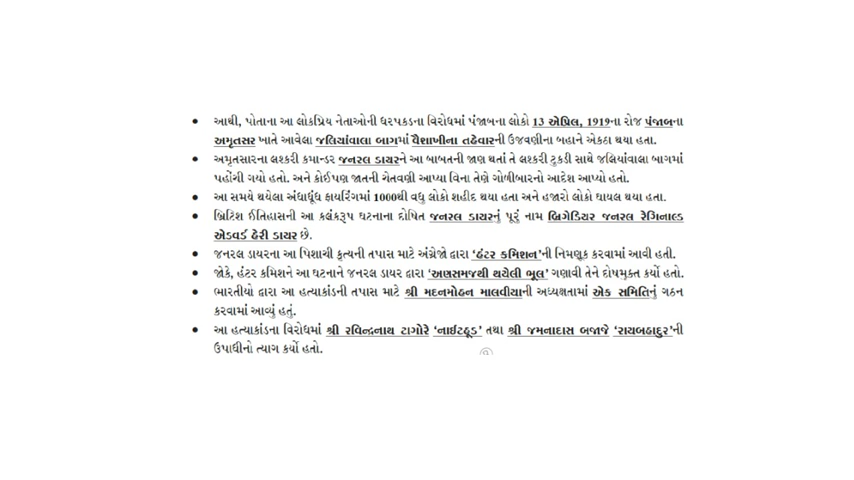 • આથી, પોતાના આ લોકપ્રિય નેતાઓની ધરપકડના વિરોધમાં પંજાબના લોકો 13 એપ્રિલ, 1919ના રોજ પંજાબના
અમૃતસર ખાતે આવેલા જલિયાંવાલા બાગમાં વૈશાખીના તહેવારની ઉજવણીના બહાને એકઠા થયા હતા.
• અમૃતસારના લશ્કરી કમાન્ડર જનરલ ડાયરને આ બાબતની જાણ થતાં તે લશ્કરી ટુકડી સાથે જલિયાંવાલા બાગમાં
પહોંચી ગયો હતો. અને કોઈપણ જાતની ચેતવણી આપ્યા વિના તેણે ગોળીબારનો આદેશ આપ્યો હતો.
• આ સમયે થયેલા અંધાધૂંધ ફાયરિંગમાં 1000થી વધુ લોકો શહીદ થયા હતા અને હજારો લોકો ઘાયલ થયા હતા.
• બ્રિટિશ ઈતિહાસની આ કલંકરૂપ ઘટનાના દોષિત જનરલ ડાયરનું પૂરું નામ બ્રિગેડિયર જનરલ રેગિનાલ્ડ
એડવર્ડ હેરી ડાયર છે.
• જનરલ ડાયરના આ પિશાચી કૃત્યની તપાસ માટે અંગ્રેજો દ્વારા ‘હંટર કમિશન’ની નિમણૂક કરવામાં આવી હતી.
• જોકે, હંટર કમિશને આ ઘટનાને જનરલ ડાયર દ્વારા ‘અણસમજથી થયેલી ભૂલ’ ગણાવી તેને દોષમુક્ત કર્યો હતો.
• ભારતીયો દ્વારા આ હત્યાકાંડની તપાસ માટે શ્રી મદનમોહન માલવીયાની અધ્યક્ષતામાં એક સમિતિનું ગઠન
કરવામાં આવ્યું હતું.
• આ હત્યાકાંડના વિરોધમાં શ્રી રવિન્દ્રનાથ ટાગોરે ‘નાઈટહૂડ’ તથા શ્રી જમનાદાસ બજાજે ‘રાયબહાદુર’ની
ઉપાધીનો ત્યાગ કર્યો હતો.